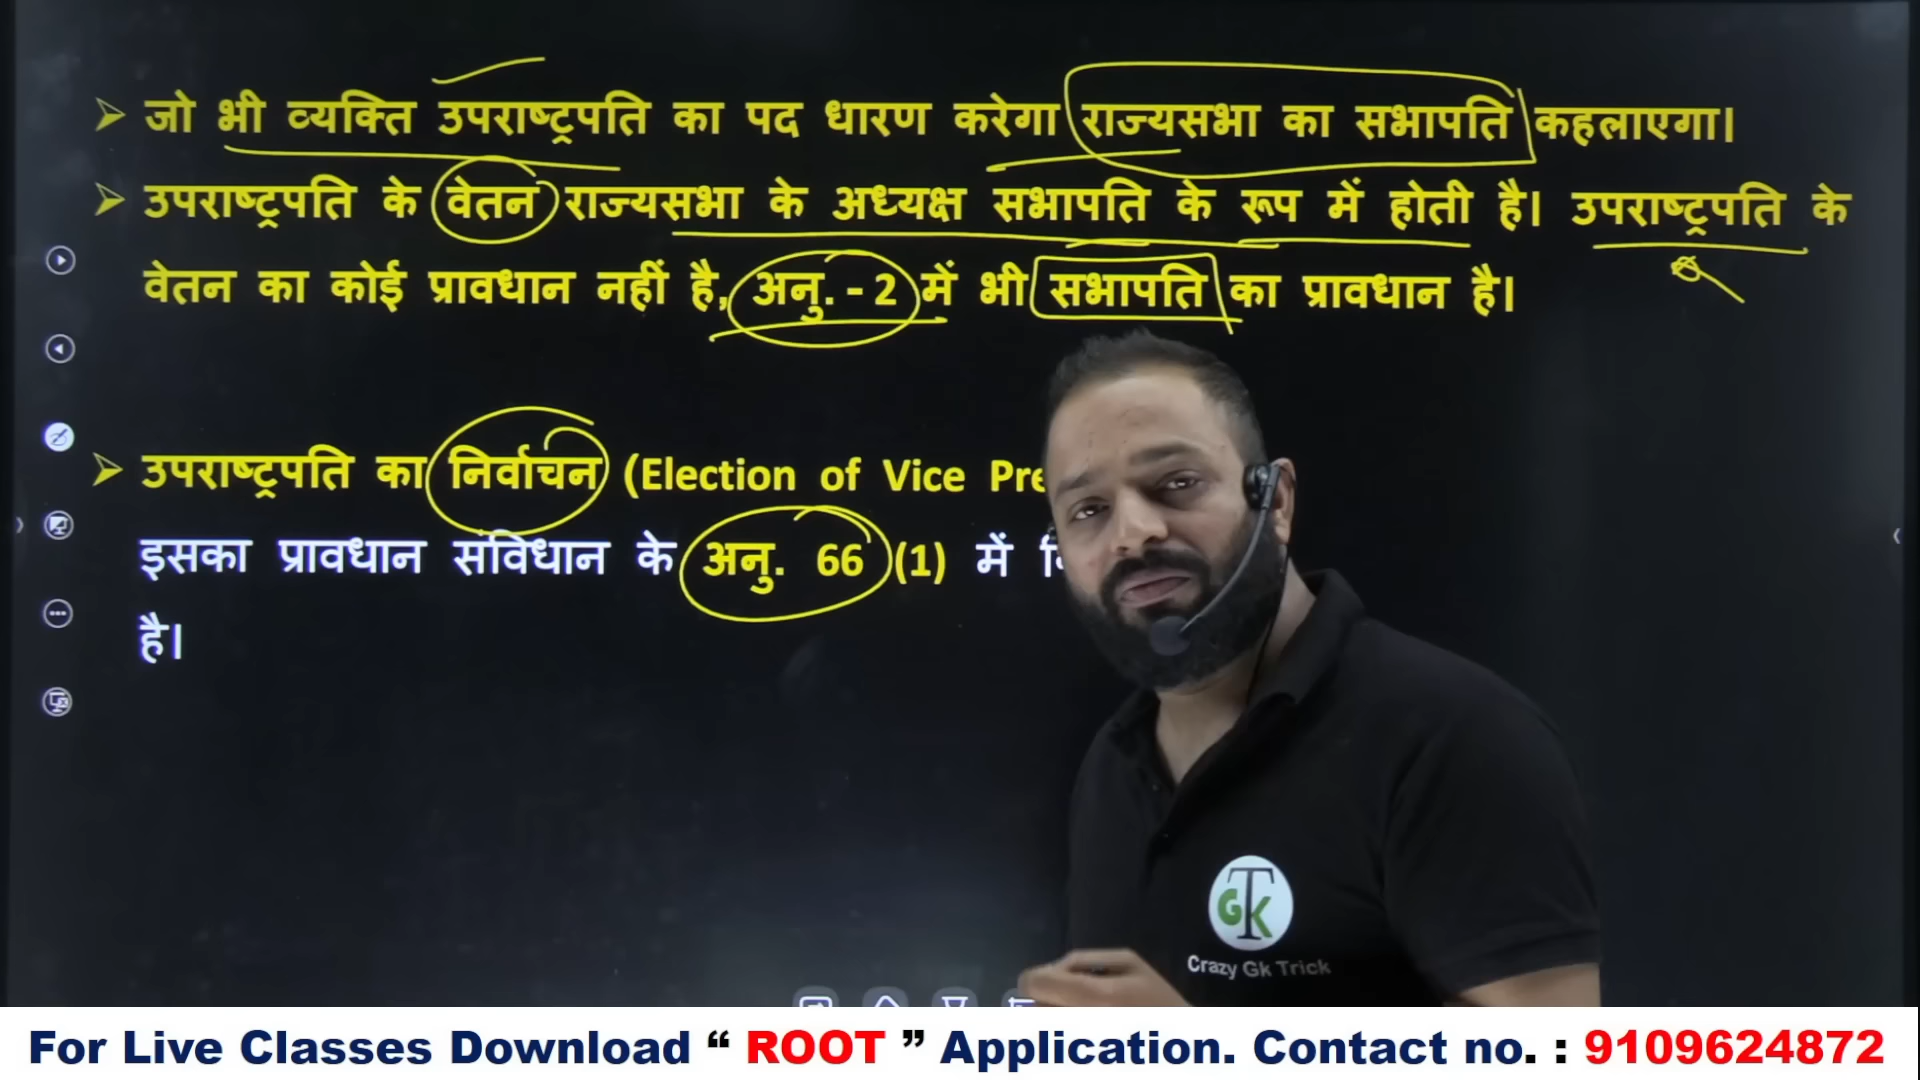 ➢ जो भी व्यक्ति उपराष्ट्रपति का पद धारण करेगा राज्यसभा का सभापति कहलाएगा।
➢ उपराष्ट्रपति के वेतन राज्यसभा के अध्यक्ष सभापति के रूप में होती है। उपराष्ट्रपति के
वेतन का कोई प्रावधान नहीं है, अनु. - 2 में भी सभापति का प्रावधान है।
➢ उपराष्ट्रपति का निर्वाचन (Election of Vice Pre
इसका प्रावधान संविधान के अनु. 66 (1) में
है।
GTK
Crazy Gk Trick
For Live Classes Download “ ROOT ” Application. Contact no. : 9109624872